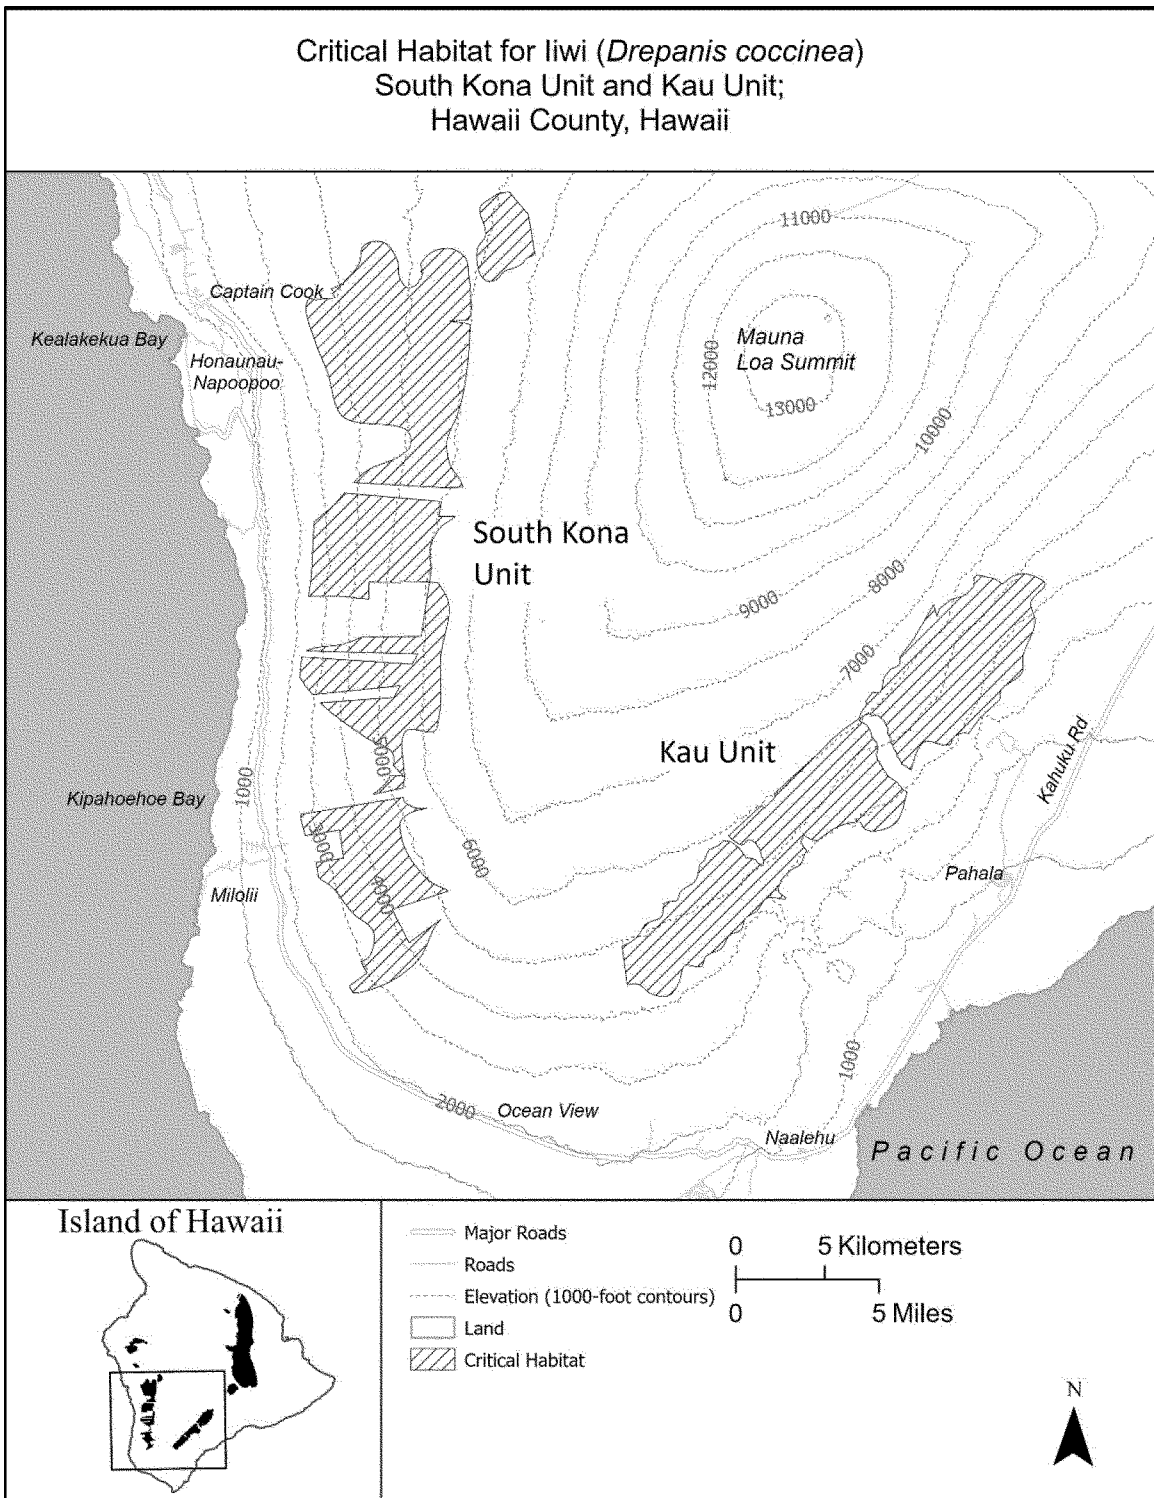 Critical Habitat for Iiwi (Drepanis coccinea)
South Kona Unit and Kau Unit;
Hawaii County, Hawaii
11000
Captain Cook
Kealakekua Bay
Honaunau-
Napoopoo
Mauna
Loa Summit
12000
13000
10000
South Kona
Unit
8000
9000
7000
Kau Unit
Kahuku Rd
5000
1000
Kipahoehoe Bay
3000
6000
4000
Milolii
Pahala
1000
2000
Ocean View
Naalehu
Pacific Ocean
Island of Hawaii
Major Roads
Roads
Elevation (1000-foot contours)
Land
Critical Habitat
0 5 Kilometers
0 5 Miles
N